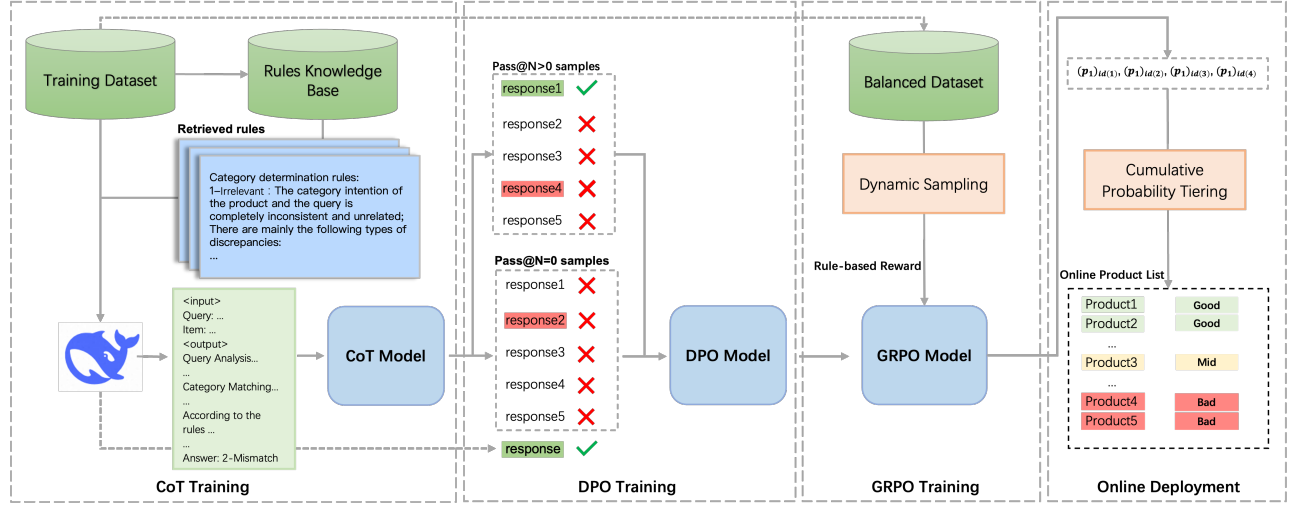 Training Dataset
Rules Knowledge
Base
Retrieved rules
Category determination rules:
1-Irrelevant : The category intention of
the product and the query is
completely inconsistent and unrelated;
There are mainly the following types of
discrepancies:
...
<input>
Query: ...
Item: ...
<output>
Query Analysis...
...
Category Matching...
...
According to the
rules ...
...
Answer: 2-Mismatch
CoT Model
CoT Training
Pass@N>0 samples
response1
response2
response3
response4
response5
Pass@N=0 samples
response1
response2
response3
response4
response5
response
DPO Model
DPO Training
Balanced Dataset
Dynamic Sampling
Rule-based Reward
GRPO Model
GRPO Training
(p₁)id(1), (p₁)id(2), (p₁)id(3), (p₁)id(4)
Cumulative
Probability Tiering
Online Product List
Product1 Good
Product2 Good
...
Product3 Mid
...
Product4 Bad
Product5 Bad
Online Deployment